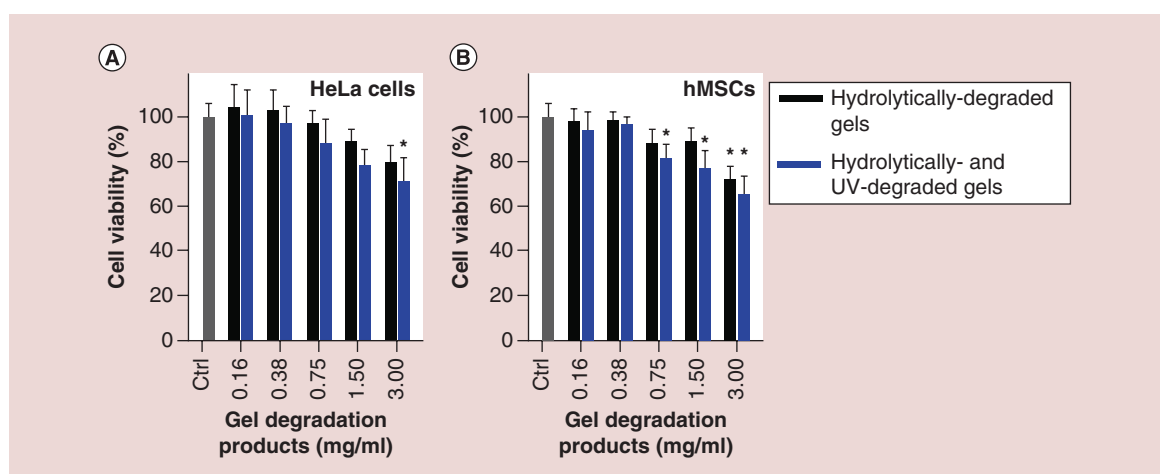 A
HeLa cells
Cell viability (%)
100
80
60
40
20
0
*
Ctrl
0.16
0.38
0.75
1.50
3.00
Gel degradation
products (mg/ml)
B
hMSCs
Cell viability (%)
100
80
60
40
20
0
*
*
* *
Ctrl
0.16
0.38
0.75
1.50
3.00
Gel degradation
products (mg/ml)
Hydrolytically-degraded
gels
Hydrolytically- and
UV-degraded gels